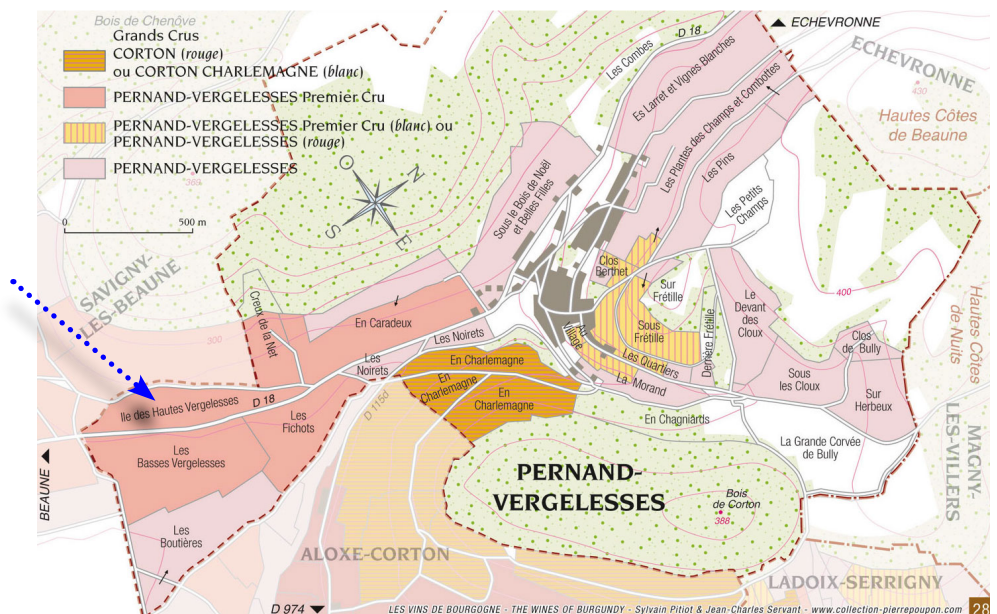 Bois de Chenôve
Grands Crus
CORTON (rouge)
ou CORTON CHARLEMAGNE (blanc)
PERNAND-VERGELESSES Premier Cru
PERNAND-VERGELESSES Premier Cru (blanc) ou
PERNAND-VERGELESSES (rouge)
PERNAND-VERGELESSES
0
500 m
O
N
S
E
369
ECHEVRONNE
D 18
Les Combes
Es Larret et Vignes Blanches
Les Plantes des Champs et Combottes
Les Pins
Les Petits
Champs
ECHEVRONNE
430
Hautes Côtes
de Beaune
Sous le Bois de Noël
et Belles Filles
Clos
Berthet
Sur
Frétille
Sous
Frétille
Derrière Frétille
Le
Devant
des
Cloux
400
Hautes Côtes
de Nuits
SAVIGNY-
LES-BEAUNE
300
Creux de la Net
En Caradeux
Les Noirets
Les
Noirets
Au
Village
Les Quartiers
La Morand
Clos
de Bully
Sous
les Cloux
Sur
Herbeux
En Charlemagne
En
Charlemagne
En
Charlemagne
En Chagniards
La Grande Corvée
de Bully
MAGNY-
LES-VILLERS
Ile des Hautes Vergelesses
D 18
Les
Fichots
D 115d
Les
Basses Vergelesses
BEAUNE
PERNAND-
VERGELESSES
Bois
de Corton
388
Les
Boutières
ALOXE-CORTON
LADOIX-SERRIGNY
D 974
LES VINS DE BOURGOGNE - THE WINES OF BURGUNDY - Sylvain Pitiot & Jean-Charles Servant - www.collection-pierrepoupon.com
28